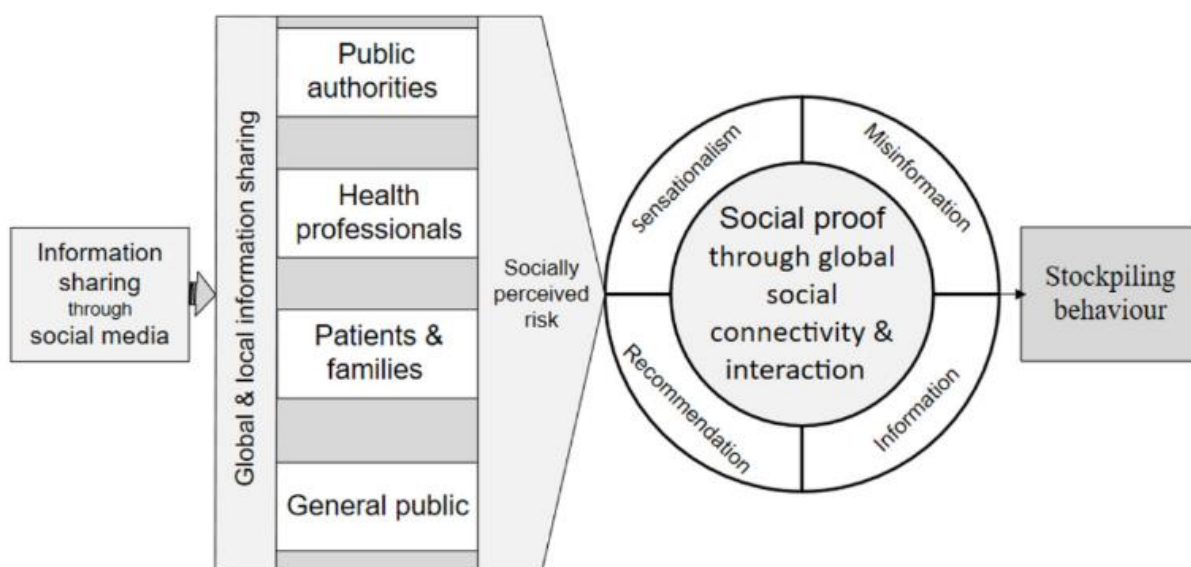 Information
sharing
through
social media
Global & local information sharing
Public
authorities
Health
professionals
Patients &
families
General public
Socially
perceived
risk
Sensationalism
Misinformation
Social proof
through global
social
connectivity &
interaction
Recommendation
Information
Stockpiling
behaviour